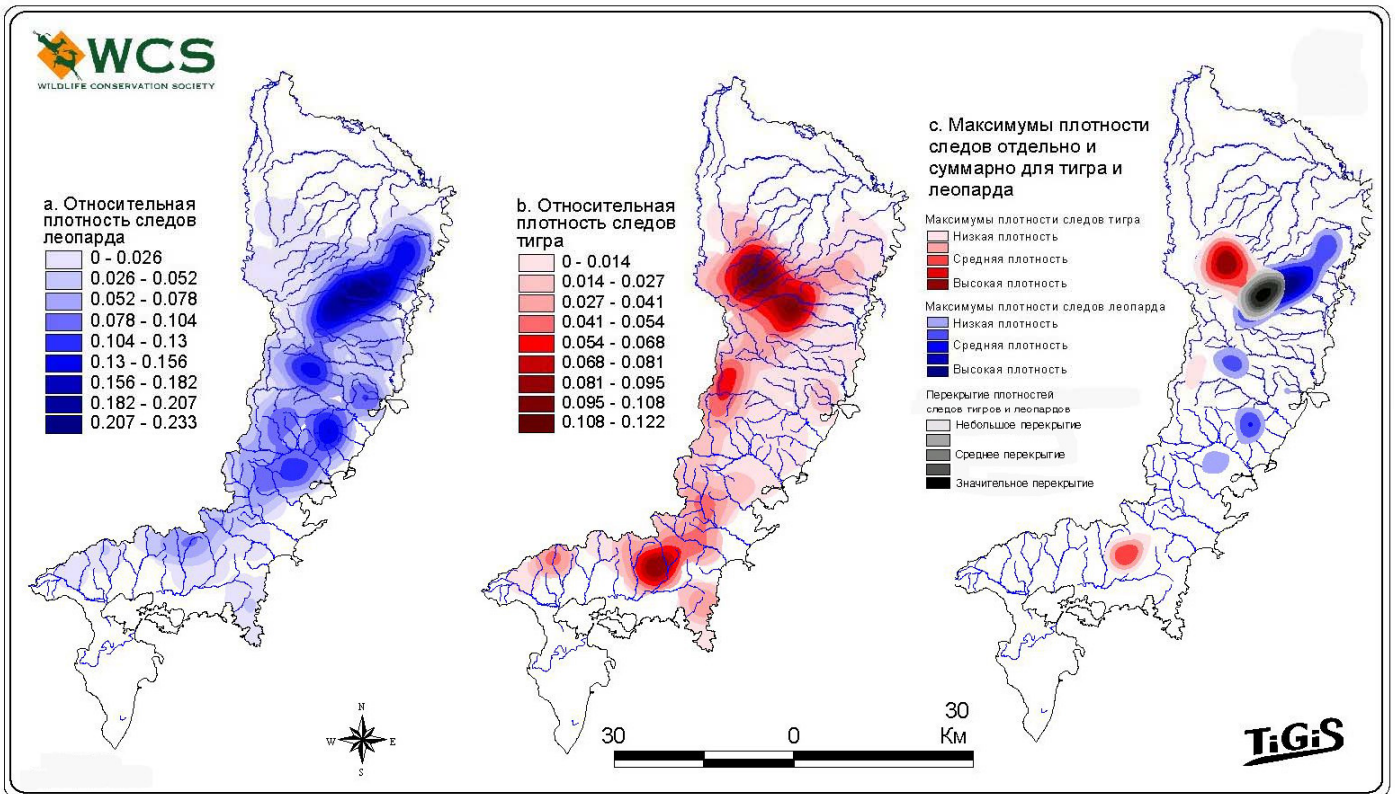 WCS
WILDLIFE CONSERVATION SOCIETY
a. Относительная
плотность следов
леопарда
0 - 0.026
0.026 - 0.052
0.052 - 0.078
0.078 - 0.104
0.104 - 0.13
0.13 - 0.156
0.156 - 0.182
0.182 - 0.207
0.207 - 0.233
b. Относительная
плотность следов
тигра
0 - 0.014
0.014 - 0.027
0.027 - 0.041
0.041 - 0.054
0.054 - 0.068
0.068 - 0.081
0.081 - 0.095
0.095 - 0.108
0.108 - 0.122
c. Максимумы плотности
следов отдельно и
суммарно для тигра и
леопарда
Максимумы плотности следов тигра
Низкая плотность
Средняя плотность
Высокая плотность
Максимумы плотности следов леопарда
Низкая плотность
Средняя плотность
Высокая плотность
Перекрытие плотностей
следов тигров и леопардов
Небольшое перекрытие
Среднее перекрытие
Значительное перекрытие
N
W E
S
30 0 30
Км
TiGiS